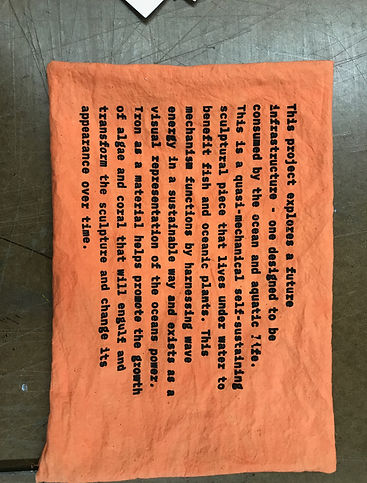 This project explores a future
infrastructure - one designed to be
consumed by the ocean and aquatic life.
This is a quasi-mechanical self-sustaining
sculptural piece that lives under water to
benefit fish and oceanic plants. This
mechanism functions by harnessing wave
energy in a sustainable way and exists as a
visual representation of the oceans power.
Iron as a material helps promote the growth
of algae and coral that will engulf and
transform the sculpture and change its
appearance over time.